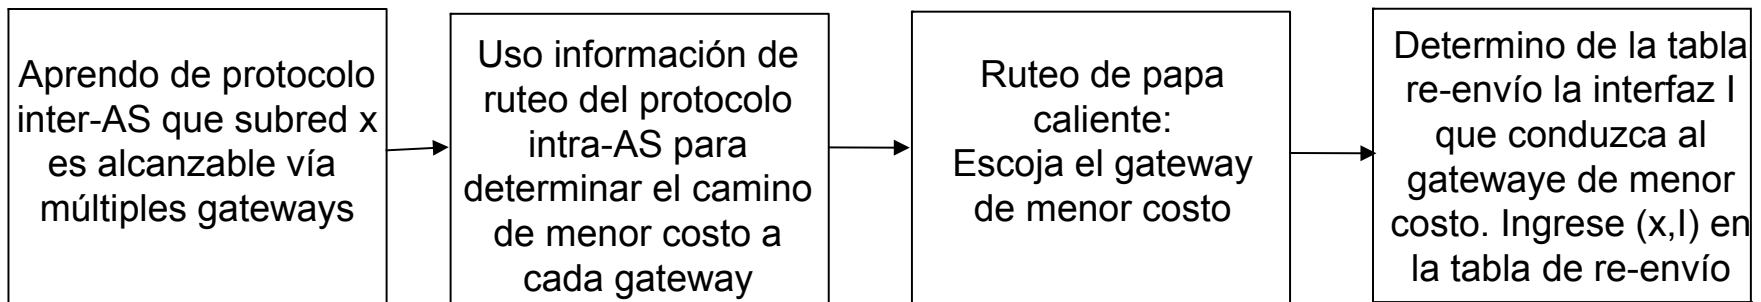 Aprendo de protocolo
inter-AS que subred x
es alcanzable vía
múltiples gateways
Uso información de
ruteo del protocolo
intra-AS para
determinar el camino
de menor costo a
cada gateway
Ruteo de papa
caliente:
Escoja el gateway
de menor costo
Determino de la tabla
re-envío la interfaz I
que conduzca al
gatewaye de menor
costo. Ingrese (x,I) en
la tabla de re-envío